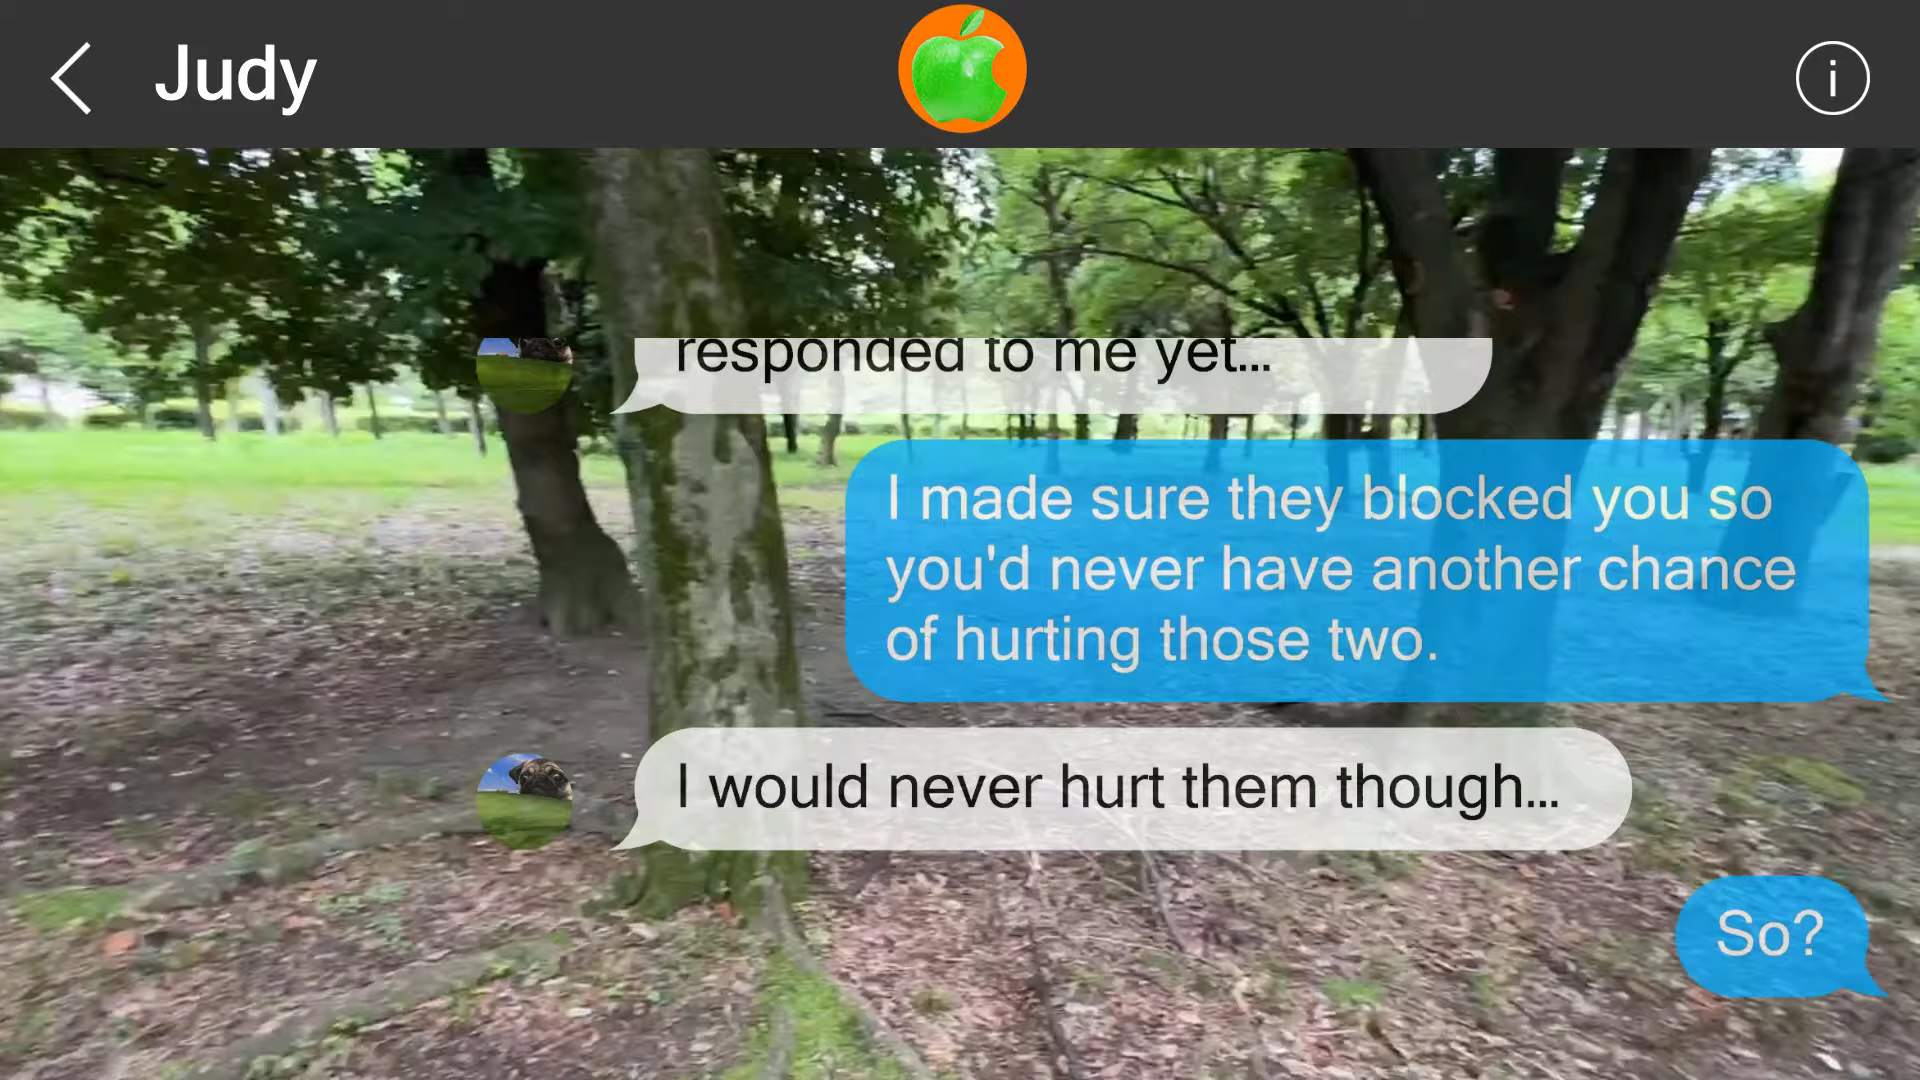 Judy
i
responded to me yet...
I made sure they blocked you so
you'd never have another chance
of hurting those two.
I would never hurt them though...
So?